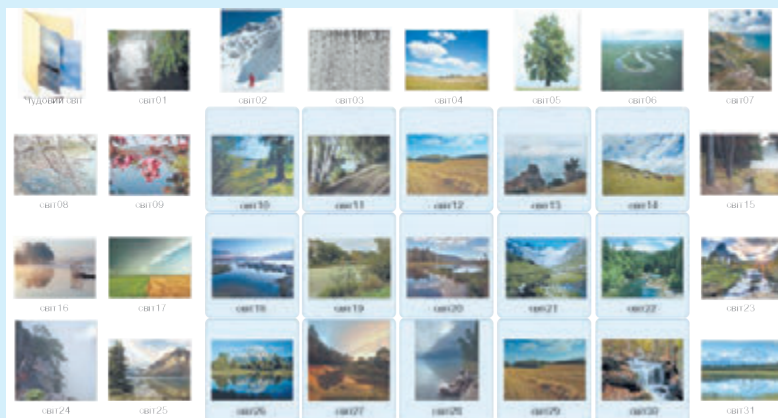 Чудовий світ світ01 світ02 світ03 світ04 світ05 світ06 світ07
світ08 світ09 світ10 світ11 світ12 світ13 світ14 світ15
світ16 світ17 світ18 світ19 світ20 світ21 світ22 світ23
світ24 світ25 світ26 світ27 світ28 світ29 світ30 світ31